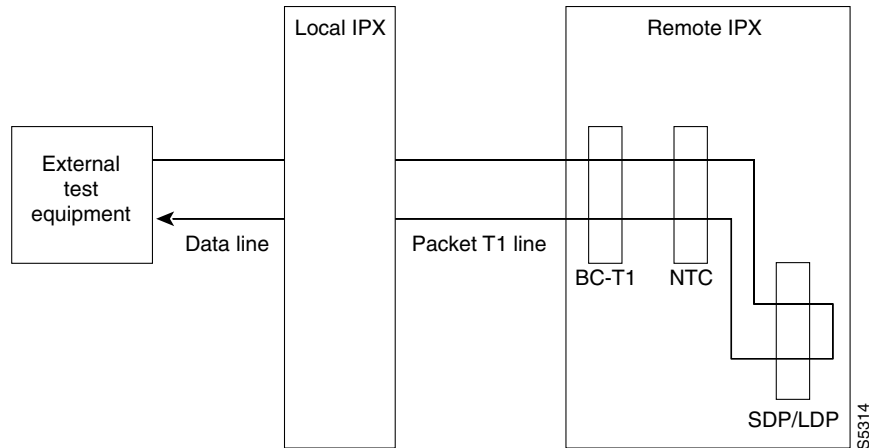 Local IPX
Remote IPX
External
test
equipment
Data line
Packet T1 line
BC-T1
NTC
SDP/LDP
S5314